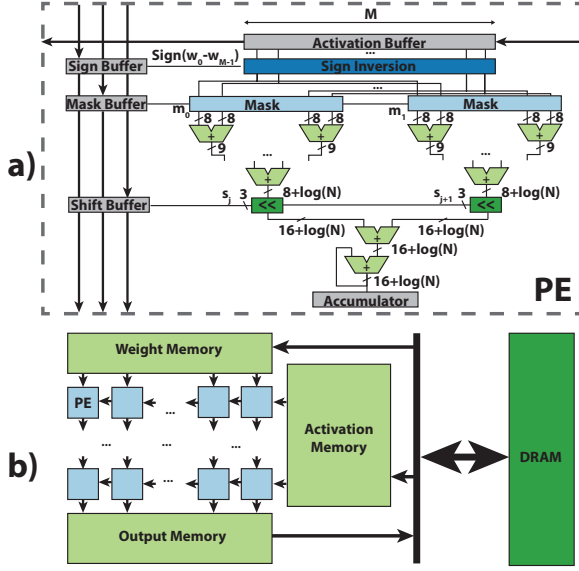 M
Activation Buffer
...
Sign Buffer
Sign(w0-wM-1)
Sign Inversion
...
Mask Buffer
m0
Mask
m1
Mask
8 8 8 8 8 8 8 8
+ + + +
9 9 9 9
a)
... ...
+ +
8+log(N) 8+log(N)
Shift Buffer
sj 3
<<
sj+1 3
<<
16+log(N) 16+log(N)
+
16+log(N)
+
16+log(N)
Accumulator
PE
Weight Memory
PE
...
Activation Memory
... ... ...
b)
DRAM
...
Output Memory